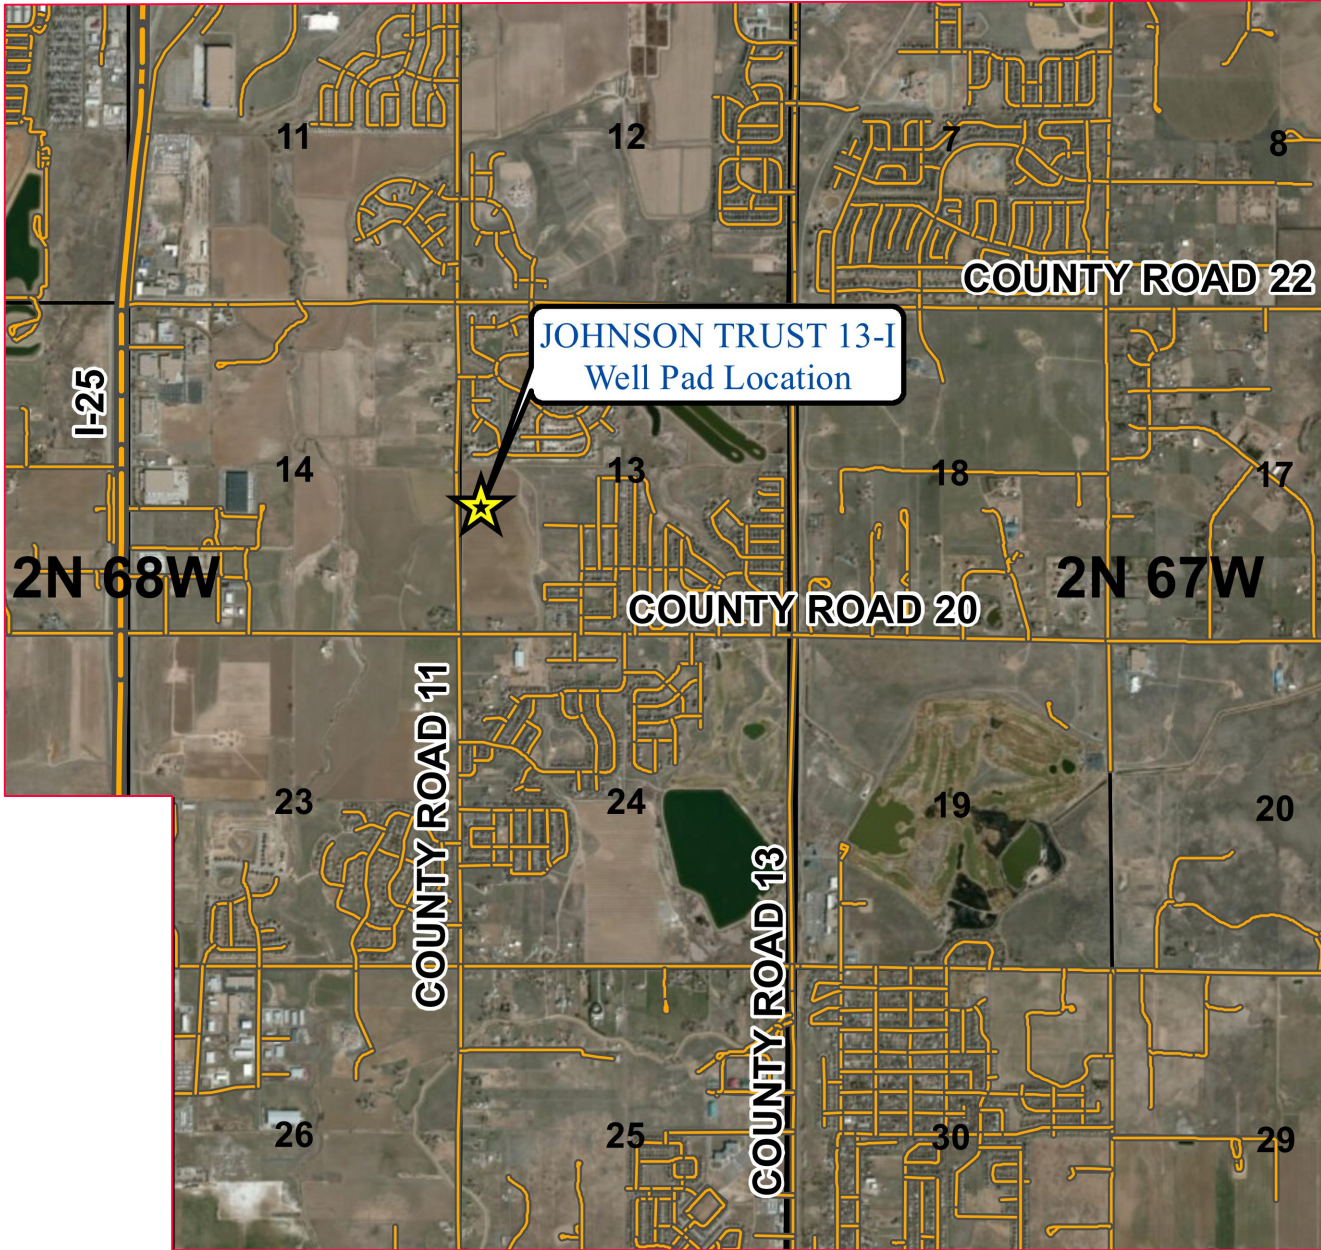 11
12
7
8
COUNTY ROAD 22
JOHNSON TRUST 13-I
Well Pad Location
I-25
14
13
18
17
2N 68W
2N 67W
COUNTY ROAD 20
COUNTY ROAD 11
23
24
19
20
COUNTY ROAD 13
26
25
30
29